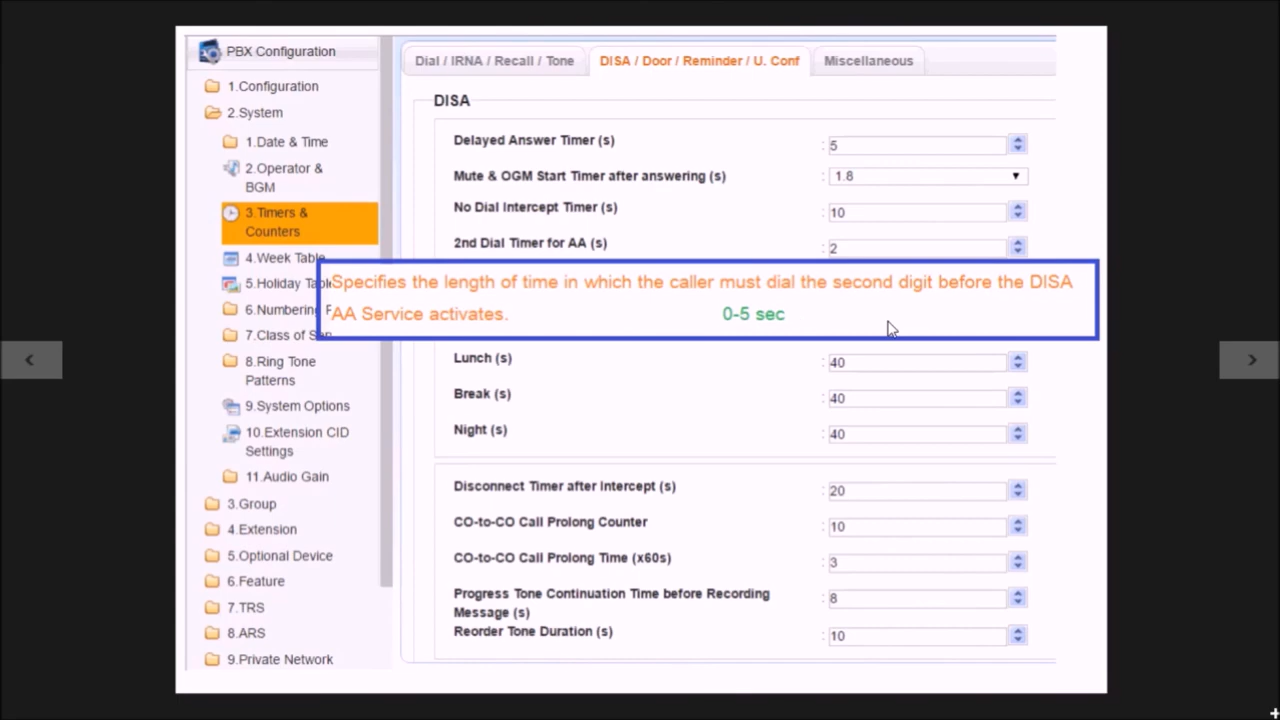 PBX Configuration
1.Configuration
2.System
1.Date & Time
2.Operator &
BGM
3.Timers &
Counters
4.Week Table
5.Holiday
6.Numbering
7.Class of
8.Ring Tone
Patterns
9.System Options
10.Extension CID
Settings
11.Audio Gain
3.Group
4.Extension
5.Optional Device
6.Feature
7.TRS
8.ARS
9.Private Network
Dial / IRNA / Recall / Tone
DISA / Door / Reminder / U. Conf
Miscellaneous
DISA
Delayed Answer Timer (s) : 5
Mute & OGM Start Timer after answering (s) : 1.8
No Dial Intercept Timer (s) : 10
2nd Dial Timer for AA (s) : 2
Specifies the length of time in which the caller must dial the second digit before the DISA
AA Service activates. 0-5 sec
Lunch (s) : 40
Break (s) : 40
Night (s) : 40
Disconnect Timer after Intercept (s) : 20
CO-to-CO Call Prolong Counter : 10
CO-to-CO Call Prolong Time (x60s) : 3
Progress Tone Continuation Time before Recording
Message (s) : 8
Reorder Tone Duration (s) : 10